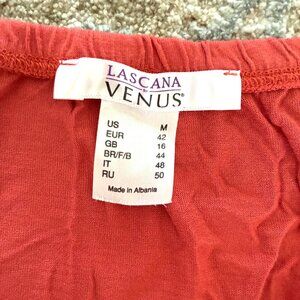 LASCANA
VENUS®
US M
EUR 42
GB 16
BR/F/B 44
IT 48
RU 50
Made in Albania